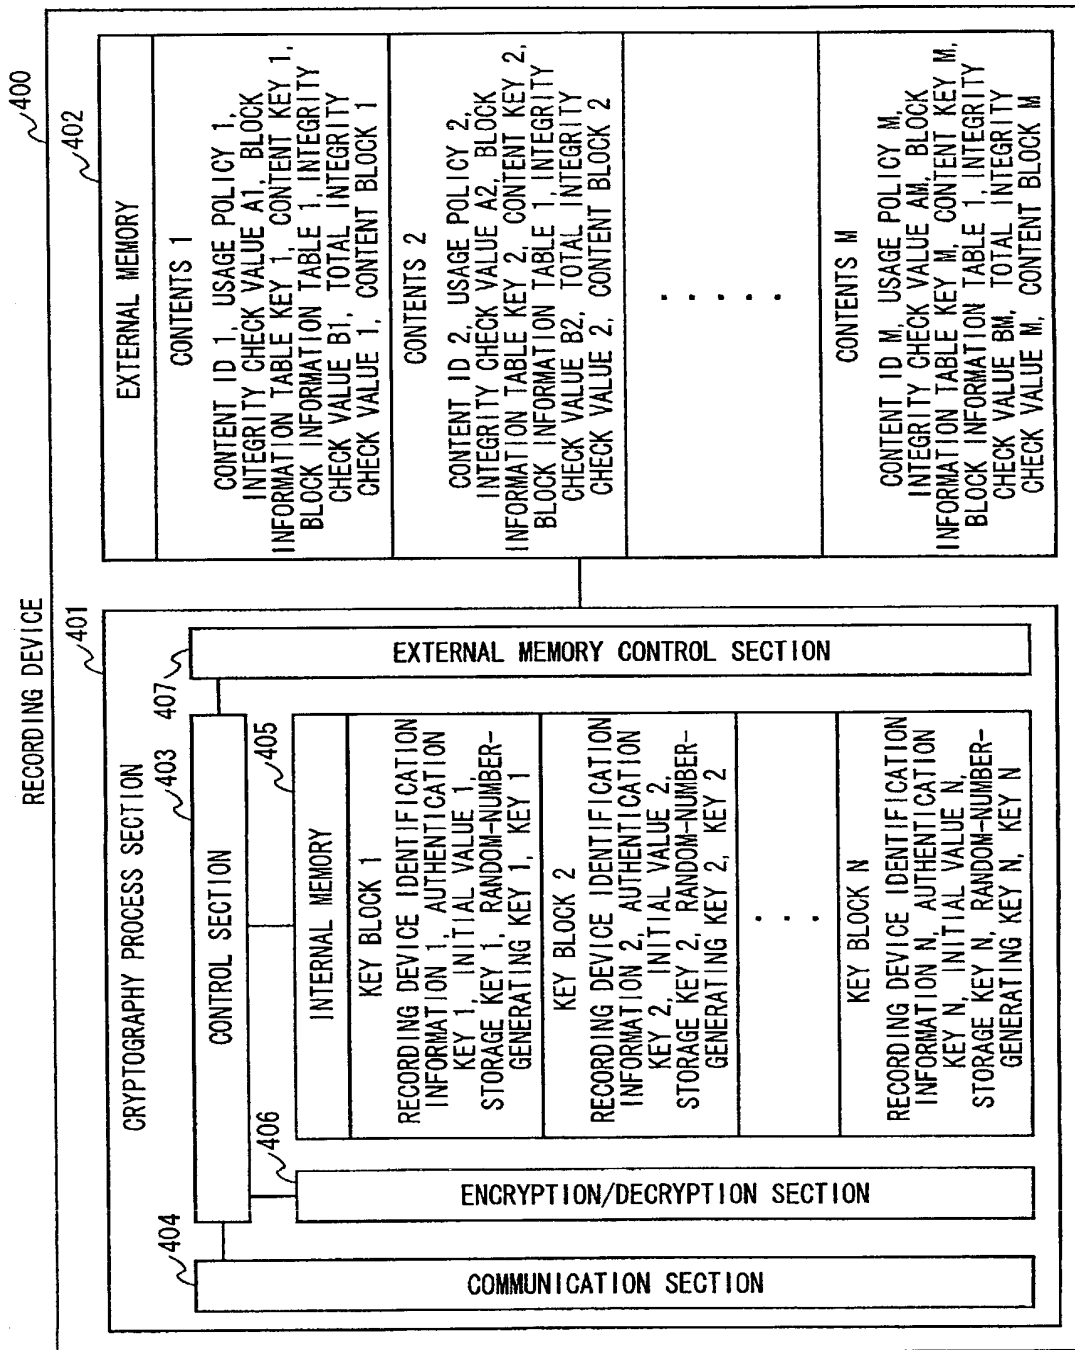 RECORDING DEVICE
400
CRYPTOGRAPHY PROCESS SECTION
401
403
CONTROL SECTION
404
COMMUNICATION SECTION
406
ENCRYPTION/DECRYPTION SECTION
405
INTERNAL MEMORY
KEY BLOCK 1
RECORDING DEVICE IDENTIFICATION
INFORMATION 1, AUTHENTICATION
KEY 1, INITIAL VALUE 1,
STORAGE KEY 1, RANDOM-NUMBER-
GENERATING KEY 1, KEY 1
KEY BLOCK 2
RECORDING DEVICE IDENTIFICATION
INFORMATION 2, AUTHENTICATION
KEY 2, INITIAL VALUE 2,
STORAGE KEY 2, RANDOM-NUMBER-
GENERATING KEY 2, KEY 2
. . .
KEY BLOCK N
RECORDING DEVICE IDENTIFICATION
INFORMATION N, AUTHENTICATION
KEY N, INITIAL VALUE N,
STORAGE KEY N, RANDOM-NUMBER-
GENERATING KEY N, KEY N
407
EXTERNAL MEMORY CONTROL SECTION
402
EXTERNAL MEMORY
CONTENTS 1
CONTENT ID 1, USAGE POLICY 1,
INTEGRITY CHECK VALUE A1, BLOCK
INFORMATION TABLE KEY 1, CONTENT KEY 1,
BLOCK INFORMATION TABLE 1, INTEGRITY
CHECK VALUE B1, TOTAL INTEGRITY
CHECK VALUE 1, CONTENT BLOCK 1
CONTENTS 2
CONTENT ID 2, USAGE POLICY 2,
INTEGRITY CHECK VALUE A2, BLOCK
INFORMATION TABLE KEY 2, CONTENT KEY 2,
BLOCK INFORMATION TABLE 1, INTEGRITY
CHECK VALUE B2, TOTAL INTEGRITY
CHECK VALUE 2, CONTENT BLOCK 2
. . . . .
CONTENTS M
CONTENT ID M, USAGE POLICY M,
INTEGRITY CHECK VALUE AM, BLOCK
INFORMATION TABLE KEY M, CONTENT KEY M,
BLOCK INFORMATION TABLE 1, INTEGRITY
CHECK VALUE BM, TOTAL INTEGRITY
CHECK VALUE M, CONTENT BLOCK M